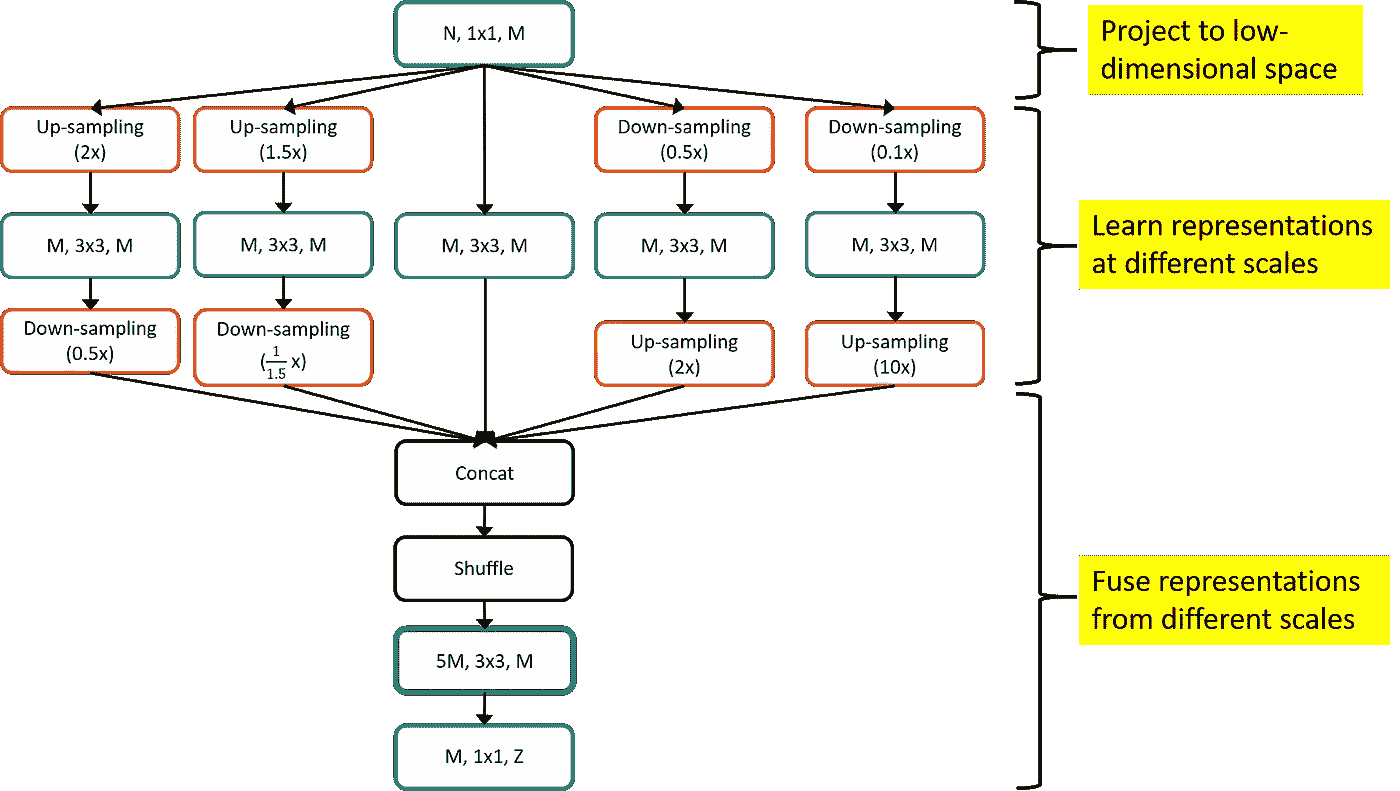 N, 1x1, M
Project to low-
dimensional space
Up-sampling
(2x)
Up-sampling
(1.5x)
Down-sampling
(0.5x)
Down-sampling
(0.1x)
M, 3x3, M
M, 3x3, M
M, 3x3, M
M, 3x3, M
M, 3x3, M
Learn representations
at different scales
Down-sampling
(0.5x)
Down-sampling
(1/1.5 x)
Up-sampling
(2x)
Up-sampling
(10x)
Concat
Shuffle
5M, 3x3, M
M, 1x1, Z
Fuse representations
from different scales